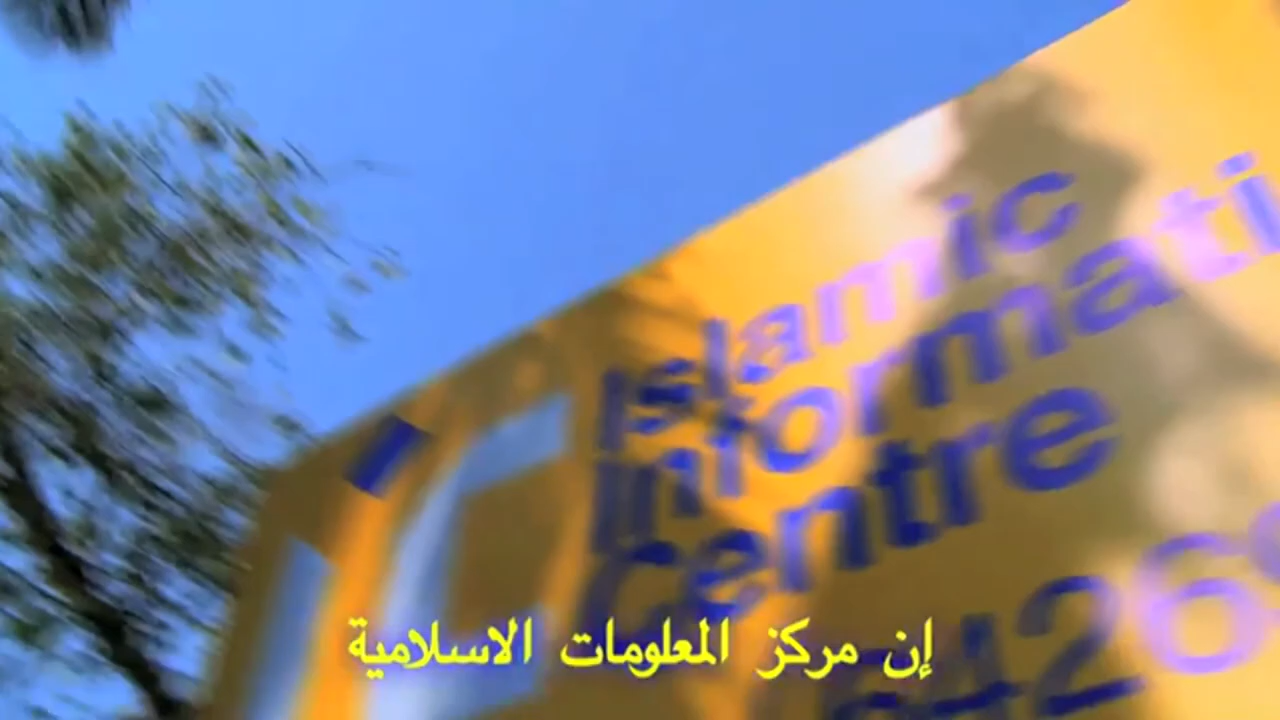 Islamic
Informati
Centre
إن مركز المعلومات الاسلامية